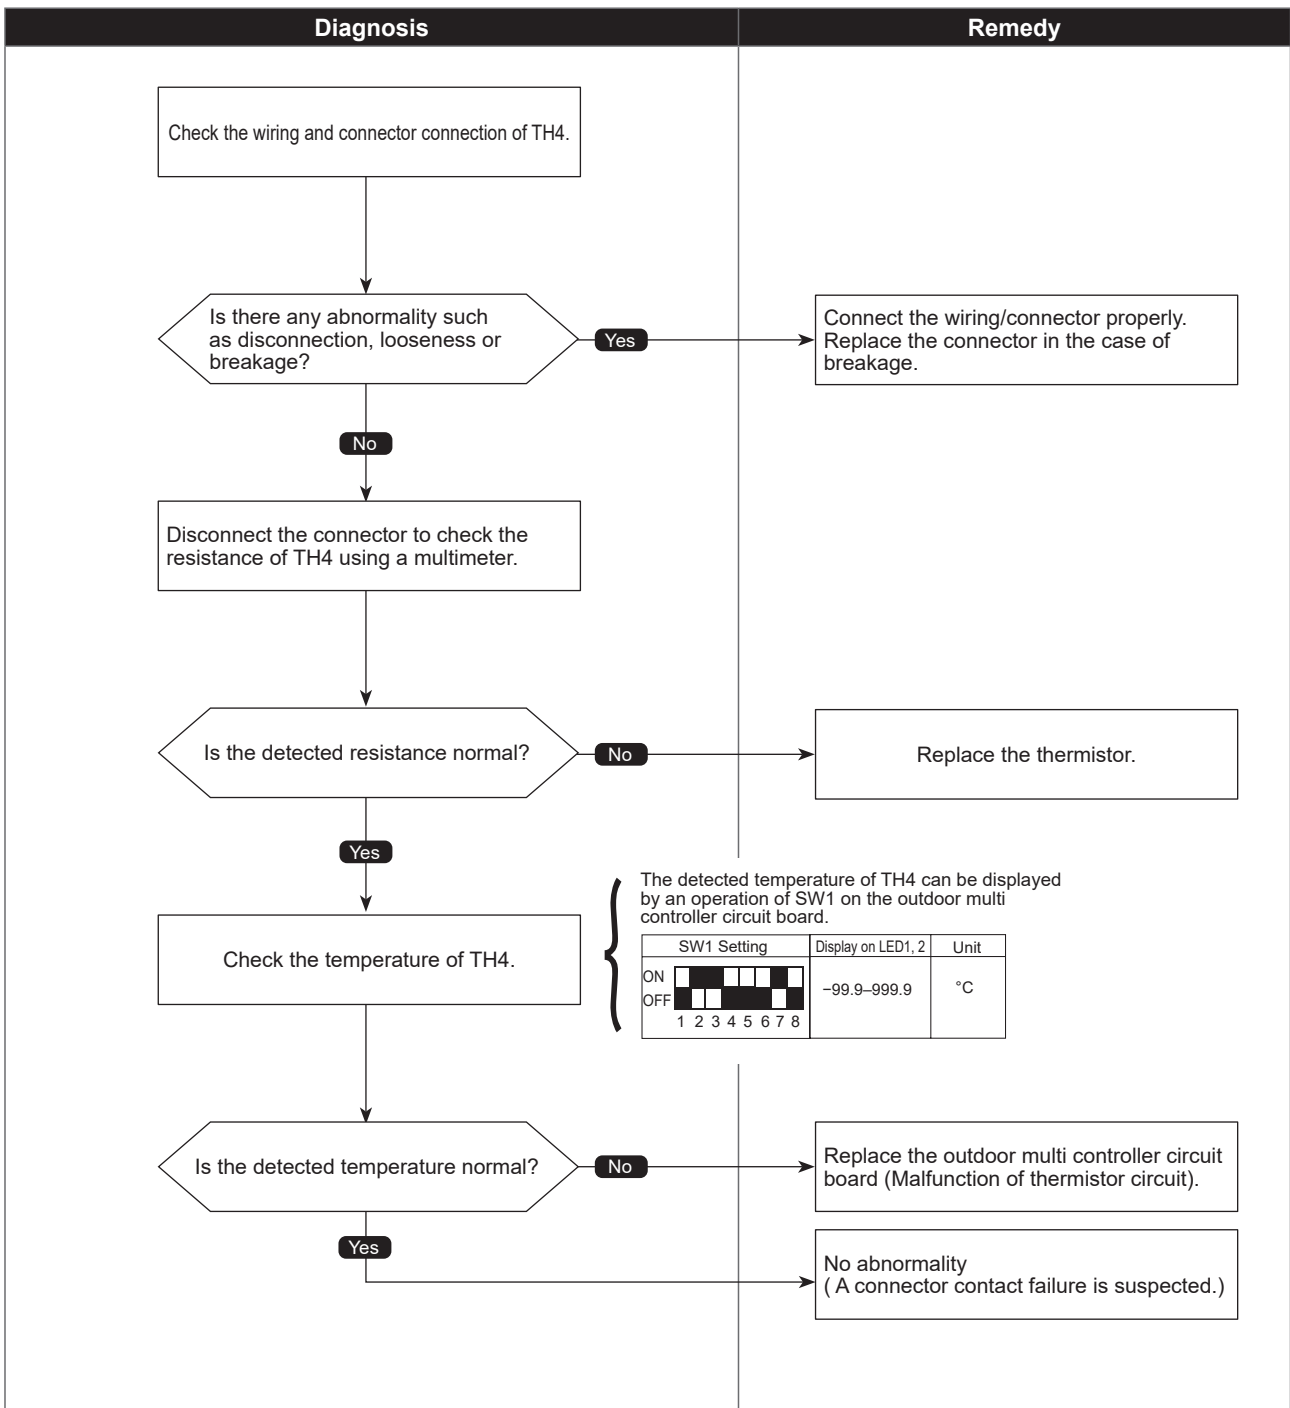 Diagnosis
Remedy
Check the wiring and connector connection of TH4.
Is there any abnormality such
as disconnection, looseness or
breakage?
Yes
Connect the wiring/connector properly.
Replace the connector in the case of
breakage.
No
Disconnect the connector to check the
resistance of TH4 using a multimeter.
Is the detected resistance normal?
No
Replace the thermistor.
Yes
The detected temperature of TH4 can be displayed
by an operation of SW1 on the outdoor multi
controller circuit board.
Check the temperature of TH4.
SW1 Setting
Display on LED1, 2
Unit
ON
OFF
1 2 3 4 5 6 7 8
−99.9–999.9
°C
Is the detected temperature normal?
No
Replace the outdoor multi controller circuit
board (Malfunction of thermistor circuit).
Yes
No abnormality
( A connector contact failure is suspected.)